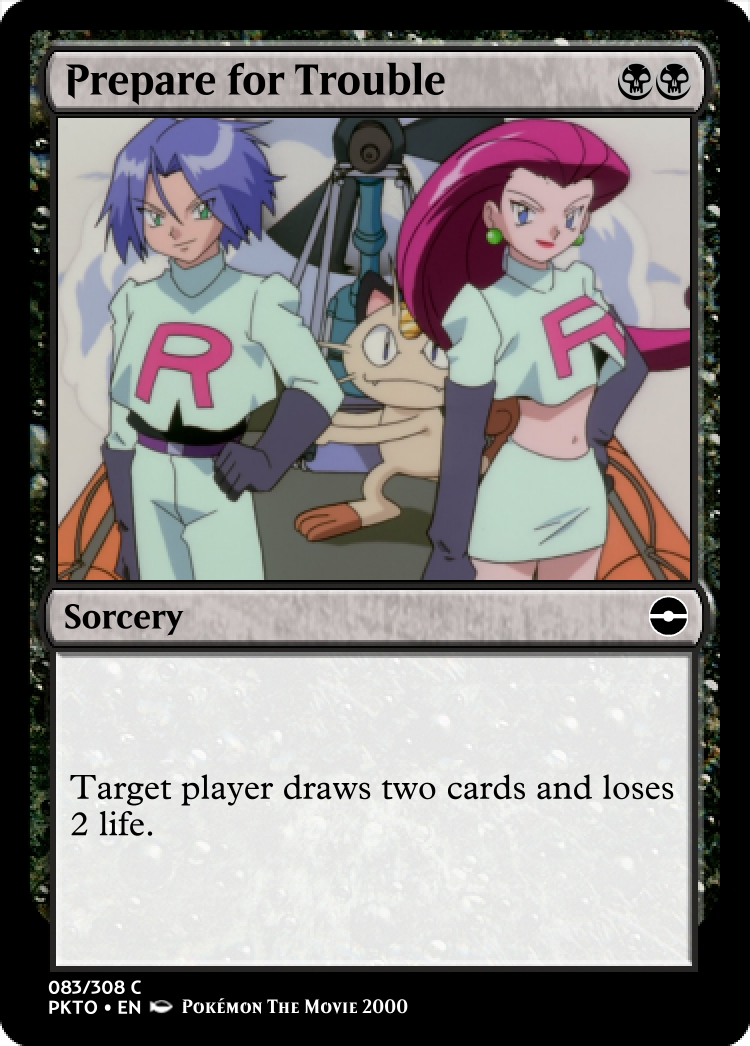 Prepare for Trouble
R R
Sorcery
Target player draws two cards and loses
2 life.
083/308 C
PKTO • EN Pokémon The Movie 2000